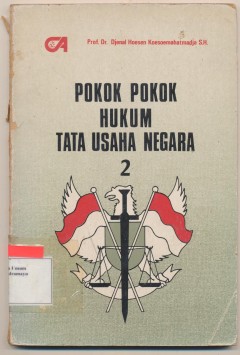 Prof. Dr. Djenal Hoesen Koesoemahatmadja S.H.
POKOK POKOK
HUKUM
TATA USAHA NEGARA
2